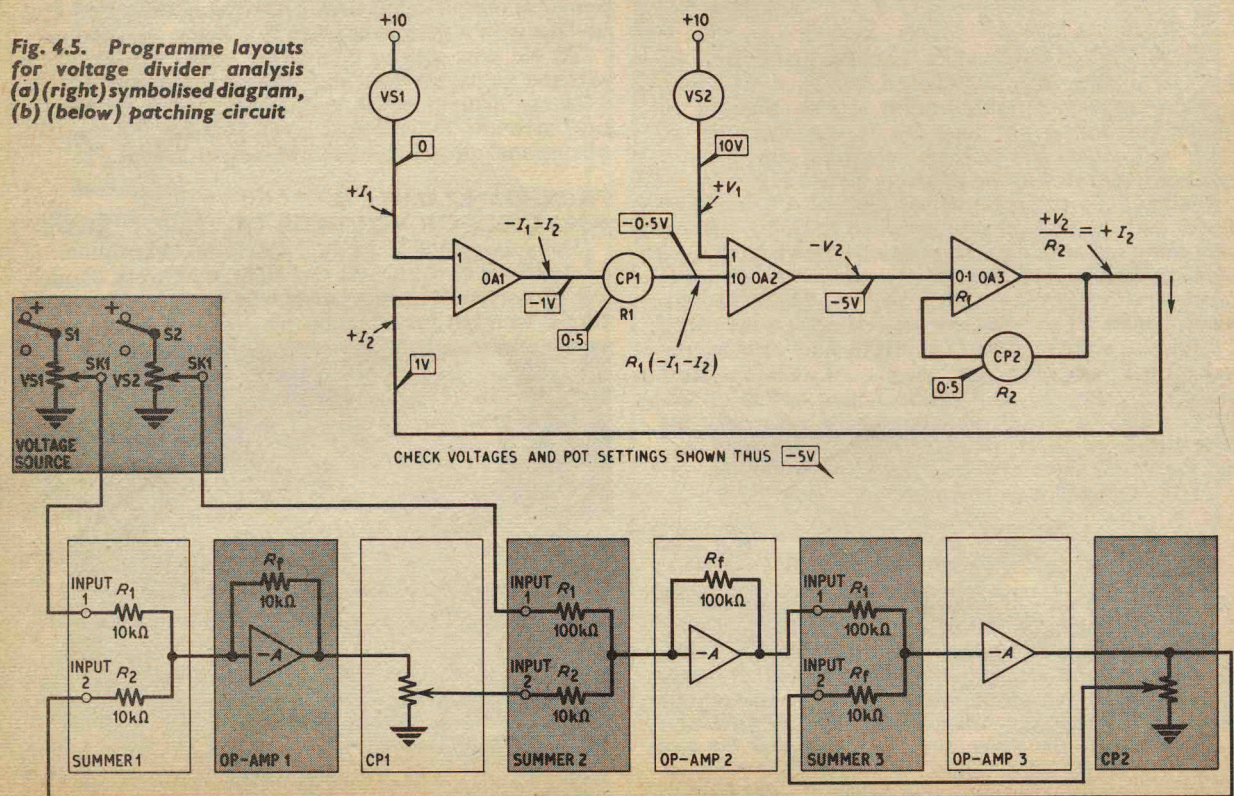 Fig. 4.5. Programme layouts
for voltage divider analysis
(a) (right) symbolised diagram,
(b) (below) patching circuit
+10
+10
VS1
VS2
0
10V
+I₁
+V₁
-I₁-I₂
-0·5V
+V₂/R₂ = + I₂
1
1
OA1
CP1
R1
1
10 OA2
-V₂
0·1 OA3
Rf
-1V
-5V
+I₂
0·5
R₁ (-I₁-I₂)
CP2
R₂
0·5
1V
CHECK VOLTAGES AND POT SETTINGS SHOWN THUS -5V
+ S1 + S2
VS1 SK1 VS2 SK1
VOLTAGE
SOURCE
INPUT
1
R₁
10kΩ
INPUT
2
R₂
10kΩ
SUMMER 1
Rf
10kΩ
-A
OP-AMP 1
CP1
INPUT
1
R₁
100kΩ
INPUT
2
R₂
10kΩ
SUMMER 2
Rf
100kΩ
-A
OP-AMP 2
INPUT
1
R₁
100kΩ
INPUT
2
Rf
10kΩ
SUMMER 3
-A
OP-AMP 3
CP2